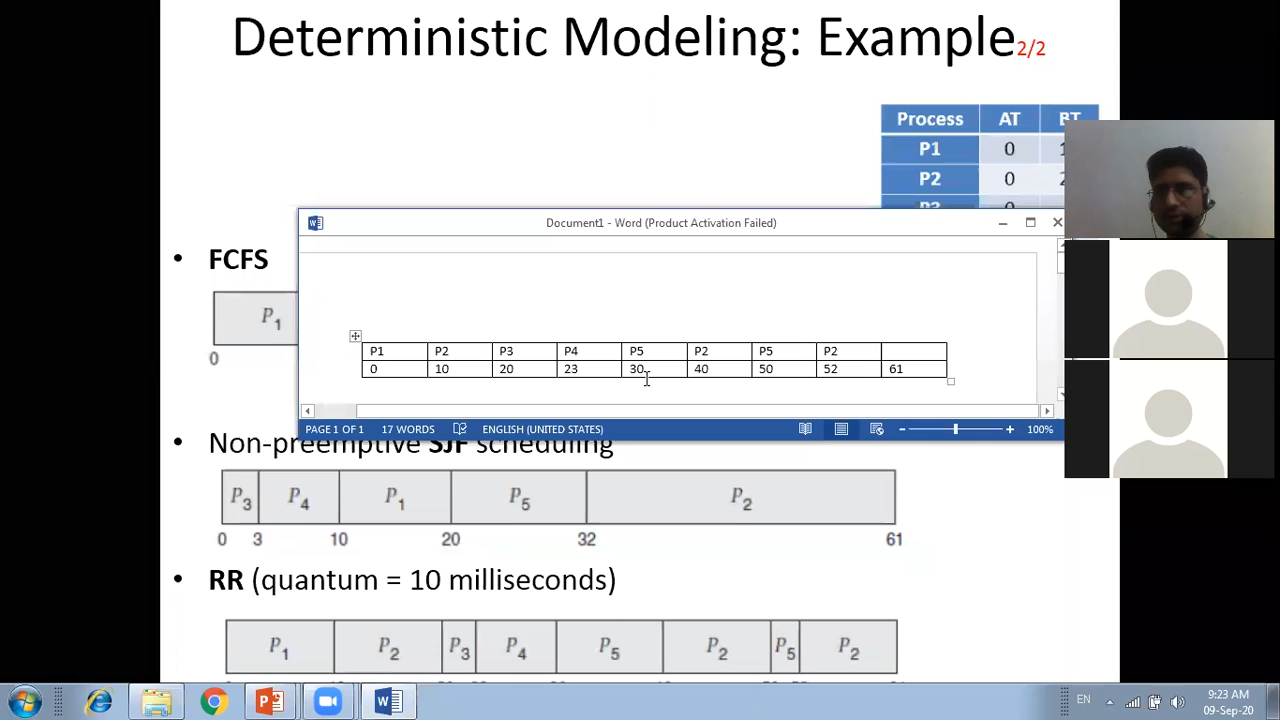 Deterministic Modeling: Example2/2
Process AT BT
P1 0
P2 0
P3 0
Document1 - Word (Product Activation Failed)
• FCFS
P1
0
P1 P2 P3 P4 P5 P2 P5 P2
0 10 20 23 30 40 50 52 61
PAGE 1 OF 1 17 WORDS ENGLISH (UNITED STATES) 100%
• Non-preemptive SJF scheduling
P3 P4 P1 P5 P2
0 3 10 20 32 61
• RR (quantum = 10 milliseconds)
P1 P2 P3 P4 P5 P2 P5 P2
EN 9:23 AM
09-Sep-20